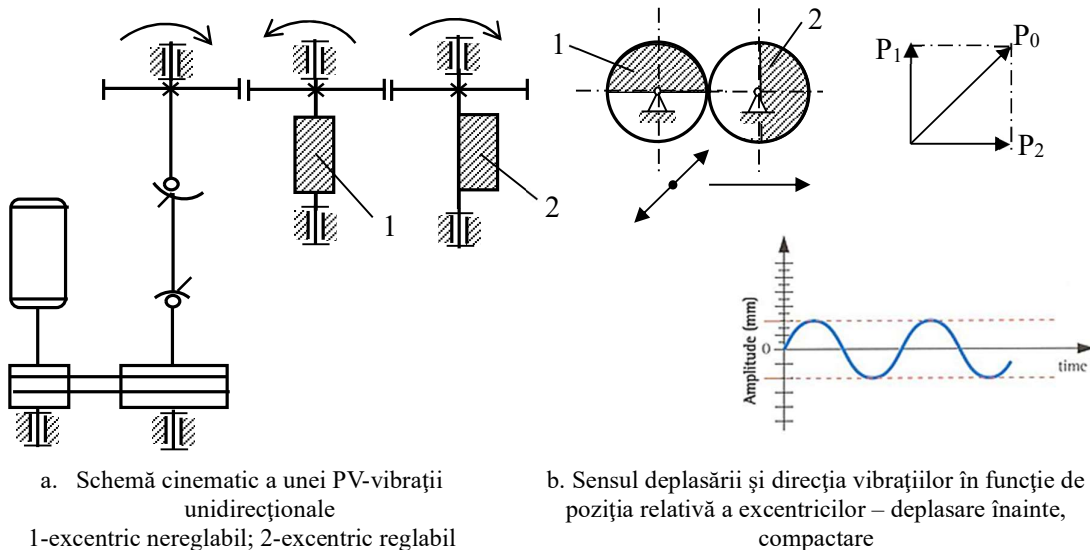 1
2
1
2
P₁
P₀
P₂
Amplitude (mm)
0
time
a. Schemă cinematic a unei PV-vibraţii
unidirecţionale
1-excentric nereglabil; 2-excentric reglabil
b. Sensul deplasării şi direcţia vibraţiilor în funcţie de
poziţia relativă a excentricilor – deplasare înainte,
compactare